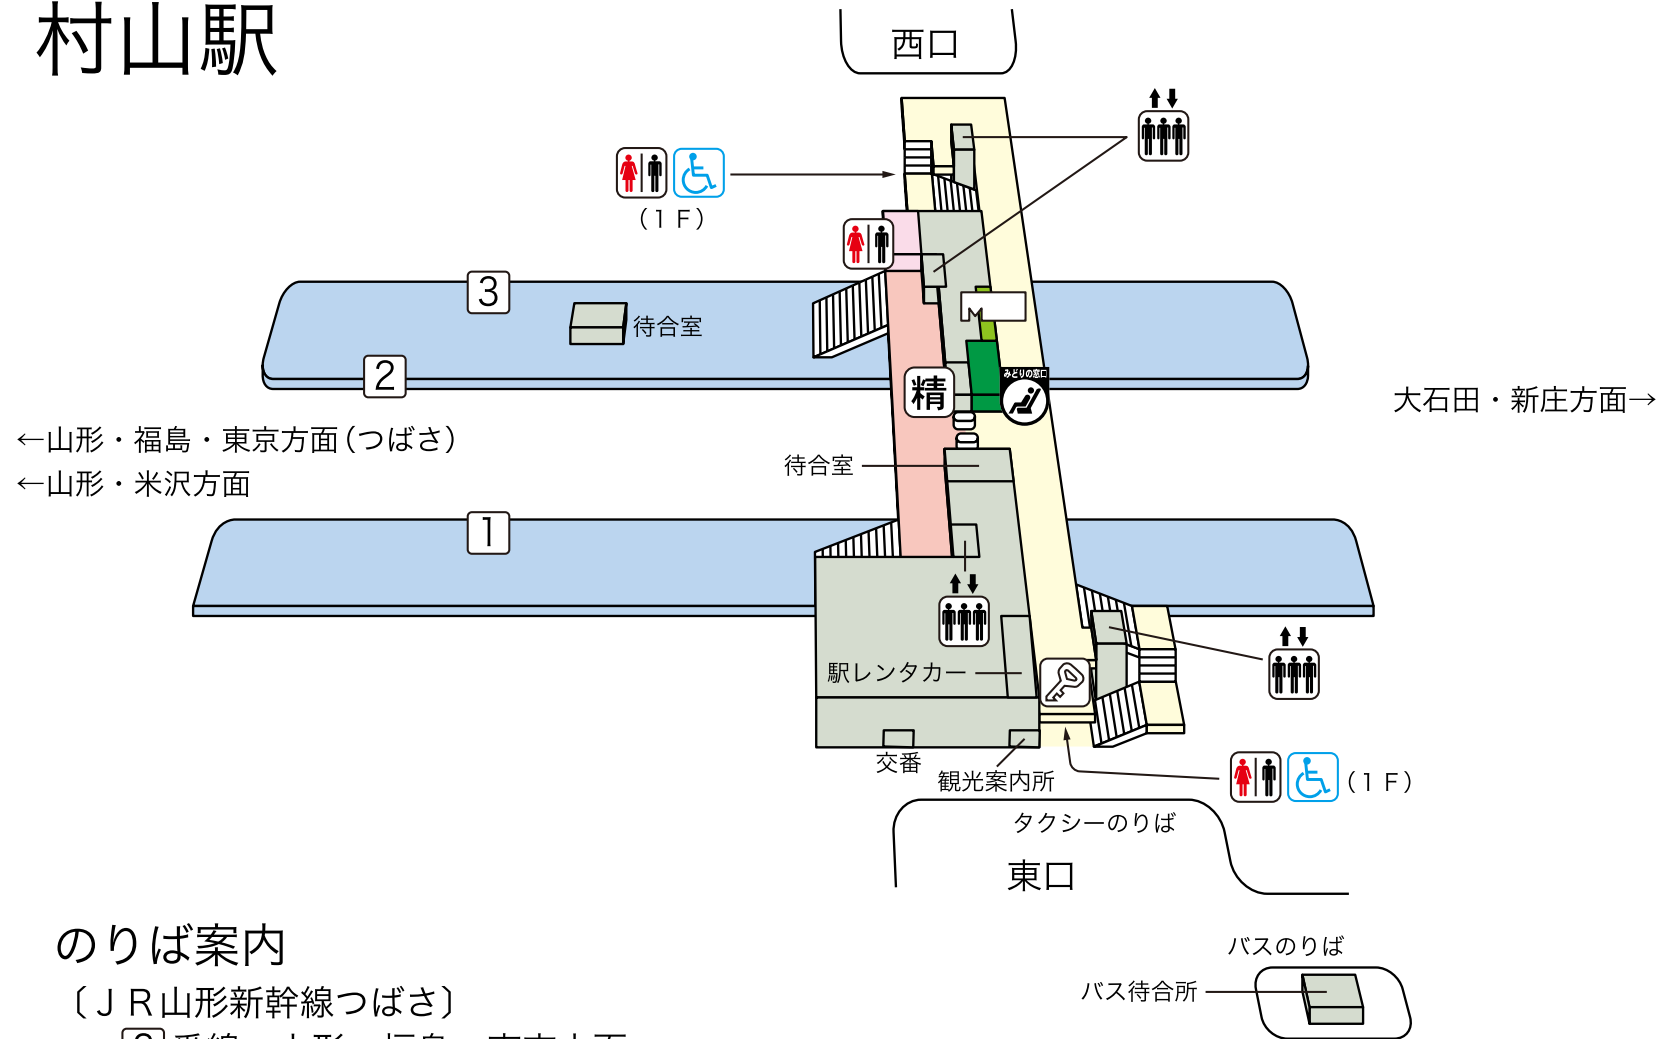 村山駅
西口
（１Ｆ）
3
待合室
2
精
みどりの窓口
大石田・新庄方面→
←山形・福島・東京方面（つばさ）
←山形・米沢方面
待合室
1
駅レンタカー
交番
観光案内所
（１Ｆ）
タクシーのりば
東口
のりば案内
〔ＪＲ山形新幹線つばさ〕
バスのりば
バス待合所